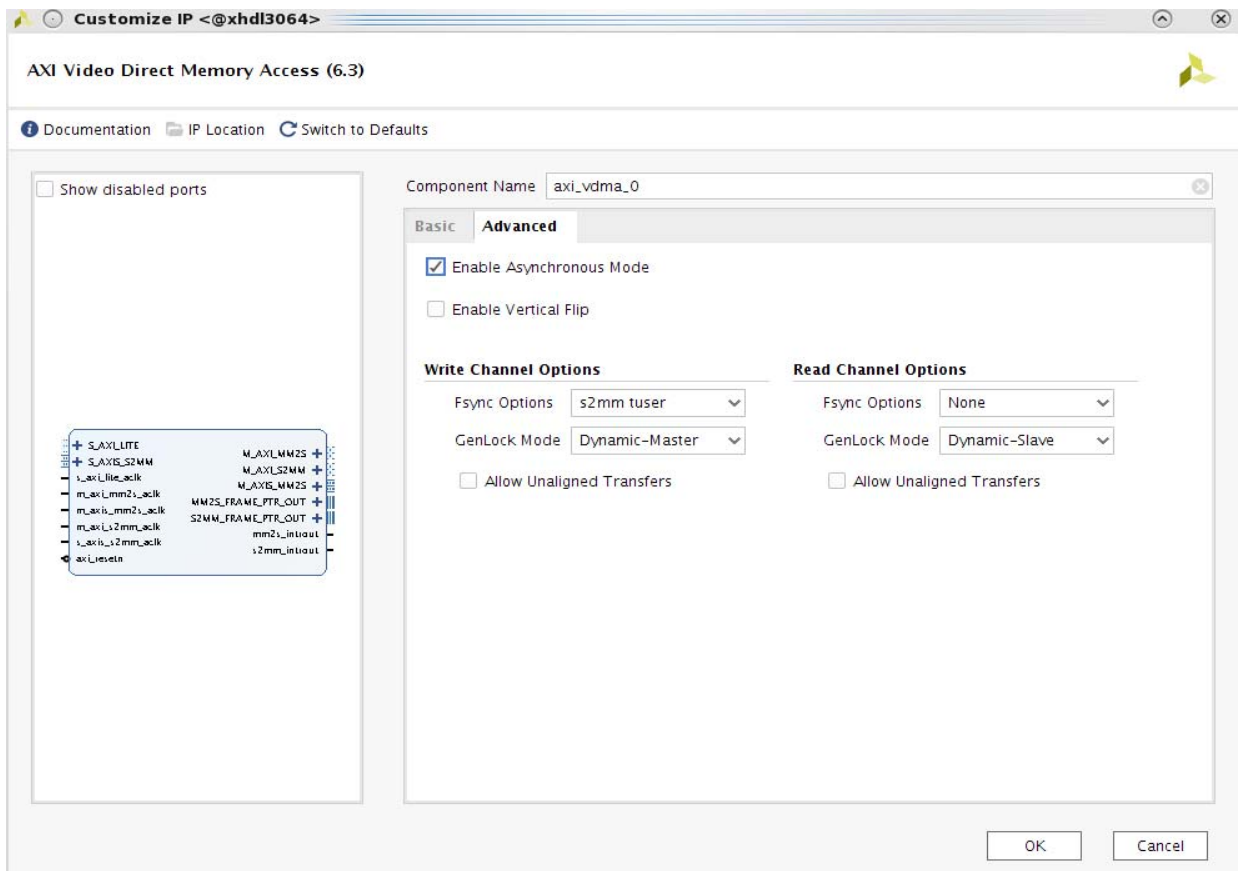 Customize IP <@xhdl3064>
AXI Video Direct Memory Access (6.3)
Documentation IP Location Switch to Defaults
Show disabled ports
S_AXI_LITE
S_AXIS_S2MM
s_axi_lite_aclk
m_axi_mm2s_aclk
m_axis_mm2s_aclk
m_axi_s2mm_aclk
s_axis_s2mm_aclk
axi_resetn
M_AXI_MM2S
M_AXI_S2MM
M_AXIS_MM2S
MM2S_FRAME_PTR_OUT
S2MM_FRAME_PTR_OUT
mm2s_introut
s2mm_introut
Component Name axi_vdma_0
Basic Advanced
Enable Asynchronous Mode
Enable Vertical Flip
Write Channel Options
Fsync Options s2mm tuser
GenLock Mode Dynamic-Master
Allow Unaligned Transfers
Read Channel Options
Fsync Options None
GenLock Mode Dynamic-Slave
Allow Unaligned Transfers
OK Cancel